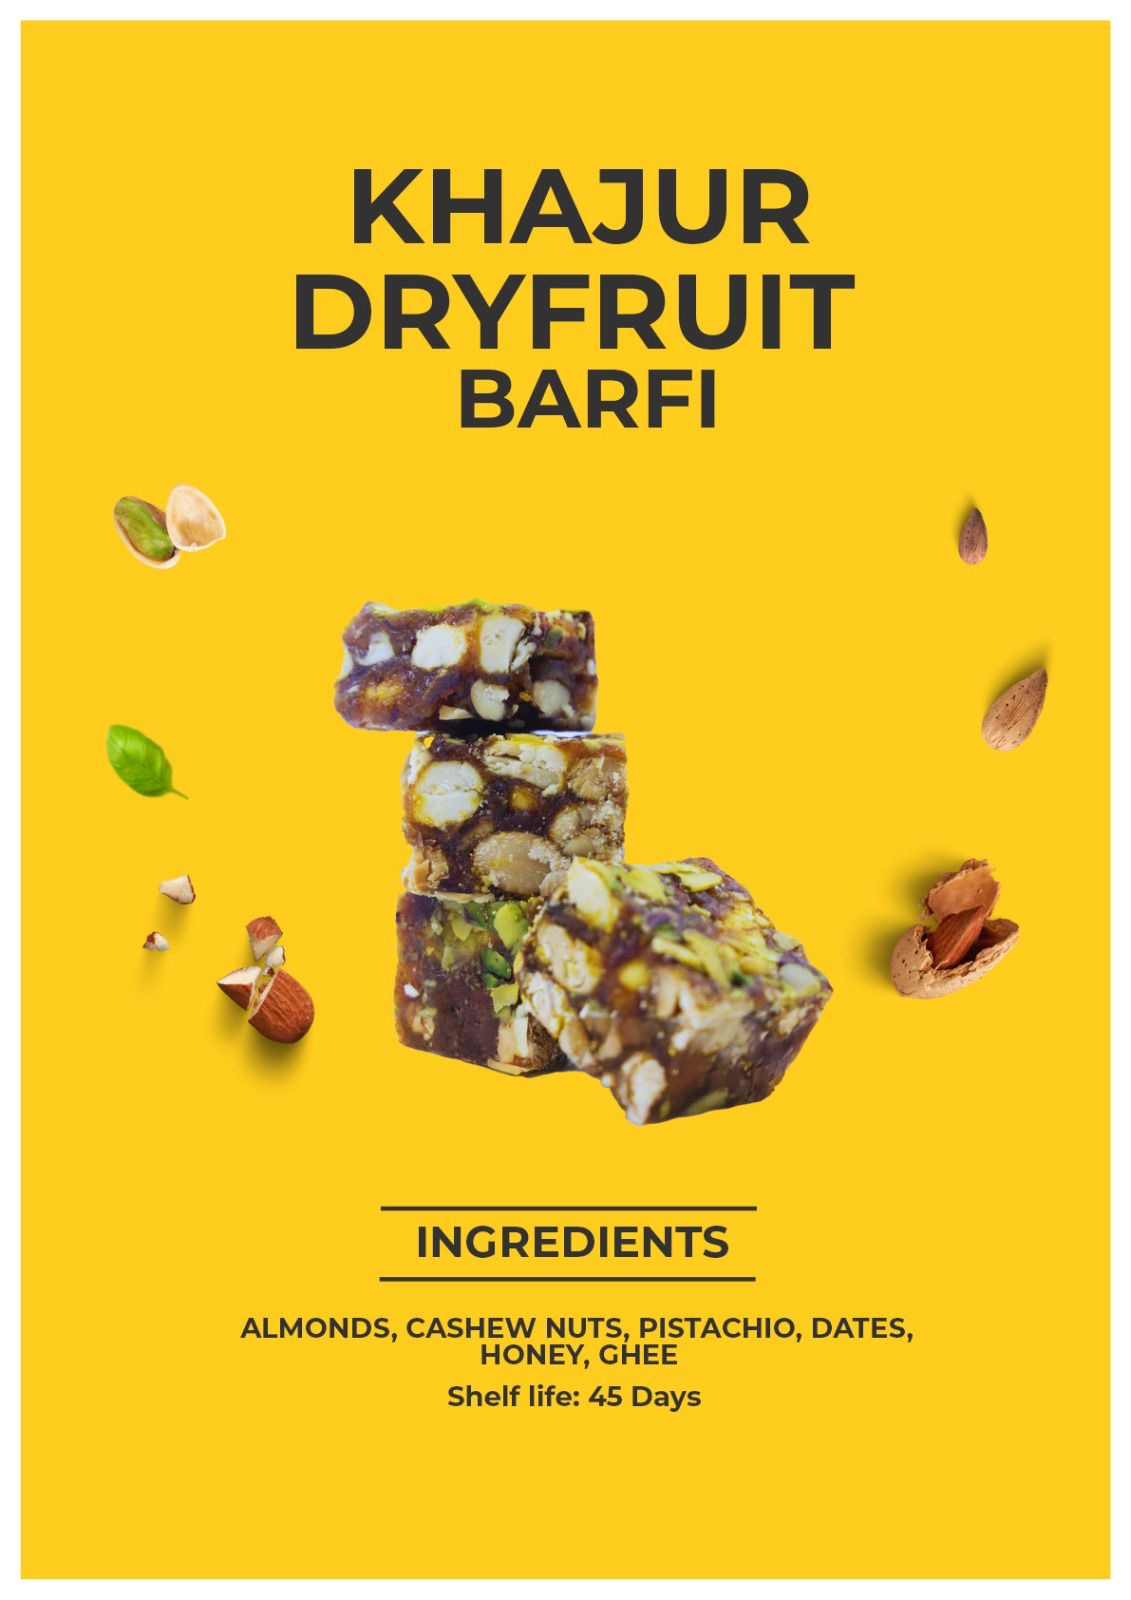 KHAJUR
DRYFRUIT
BARFI
INGREDIENTS
ALMONDS, CASHEW NUTS, PISTACHIO, DATES,
HONEY, GHEE
Shelf life: 45 Days